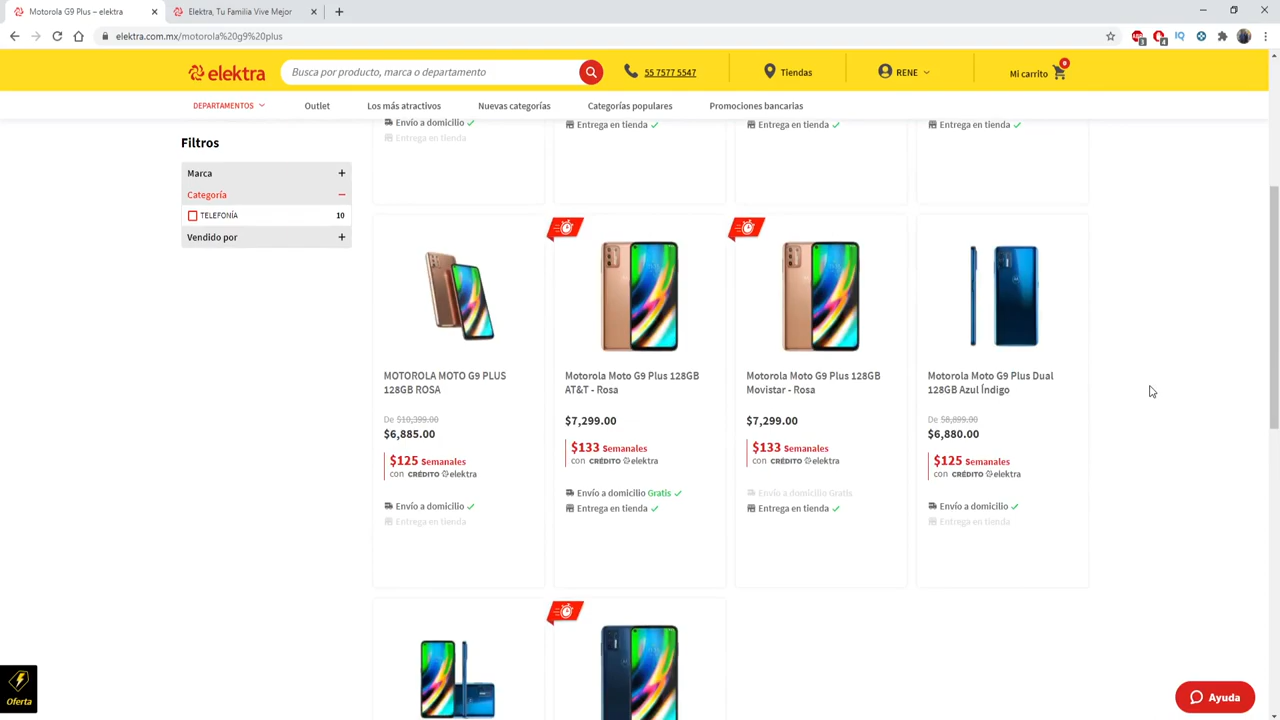 Motorola G9 Plus – elektra
Elektra, Tu Familia Vive Mejor
elektra.com.mx/motorola%20g9%20plus
3
4
IQ
elektra
Busca por producto, marca o departamento
55 7577 5547
Tiendas
RENE
Mi carrito
0
DEPARTAMENTOS
Outlet
Los más atractivos
Nuevas categorías
Categorías populares
Promociones bancarias
Filtros
Marca
Categoría
TELEFONÍA 10
Vendido por
Envío a domicilio
Entrega en tienda
Entrega en tienda
Entrega en tienda
Entrega en tienda
MOTOROLA MOTO G9 PLUS
128GB ROSA
De $10,399.00
$6,885.00
$125 Semanales
con CRÉDITO elektra
Envío a domicilio
Entrega en tienda
Motorola Moto G9 Plus 128GB
AT&T - Rosa
$7,299.00
$133 Semanales
con CRÉDITO elektra
Envío a domicilio Gratis
Entrega en tienda
Motorola Moto G9 Plus 128GB
Movistar - Rosa
$7,299.00
$133 Semanales
con CRÉDITO elektra
Envío a domicilio Gratis
Entrega en tienda
Motorola Moto G9 Plus Dual
128GB Azul Índigo
De $8,899.00
$6,880.00
$125 Semanales
con CRÉDITO elektra
Envío a domicilio
Entrega en tienda
Oferta
Ayuda